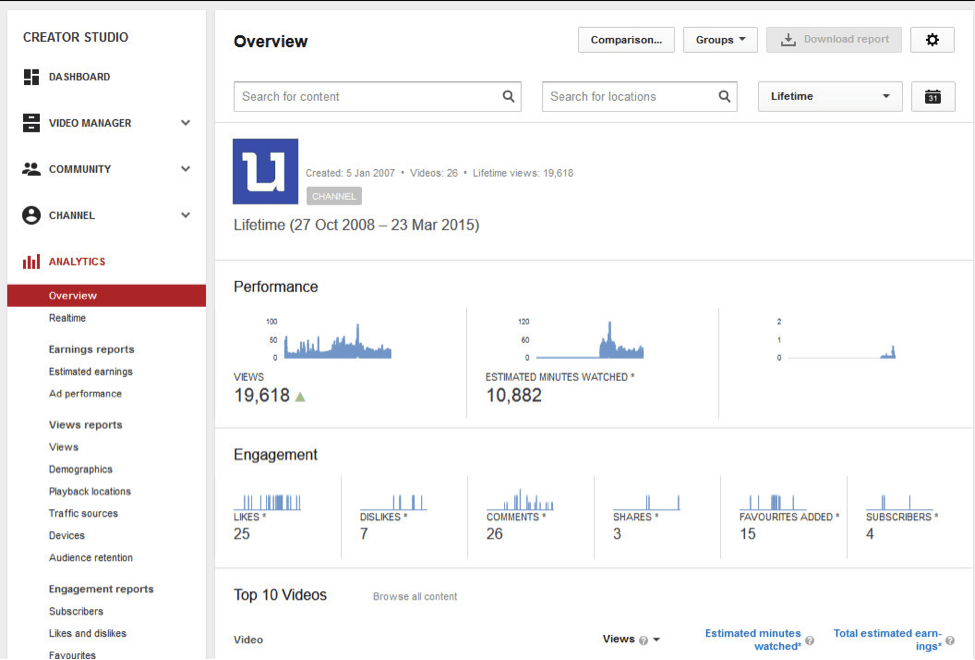 CREATOR STUDIO
DASHBOARD
VIDEO MANAGER
COMMUNITY
CHANNEL
ANALYTICS
Overview
Realtime
Earnings reports
Estimated earnings
Ad performance
Views reports
Views
Demographics
Playback locations
Traffic sources
Devices
Audience retention
Engagement reports
Subscribers
Likes and dislikes
Favourites
Overview
Comparison...
Groups
Download report
Search for content
Search for locations
Lifetime
31
u
Created: 5 Jan 2007 • Videos: 26 • Lifetime views: 19,618
CHANNEL
Lifetime (27 Oct 2008 – 23 Mar 2015)
Performance
100
50
0
VIEWS
19,618
120
60
0
ESTIMATED MINUTES WATCHED *
10,882
2
1
0
Engagement
LIKES *
25
DISLIKES *
7
COMMENTS *
26
SHARES *
3
FAVOURITES ADDED *
15
SUBSCRIBERS *
4
Top 10 Videos
Browse all content
Video
Views ?
Estimated minutes
watched* ?
Total estimated earn-
ings* ?